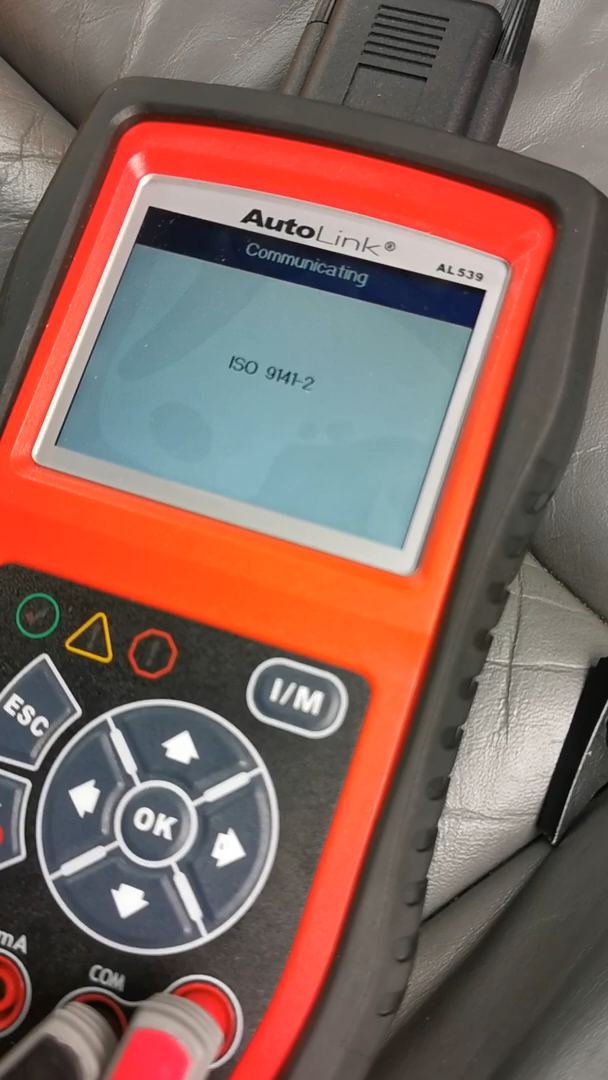 AutoLink®
AL539
Communicating
ISO 9141-2
I/M
ESC
OK
mA
COM